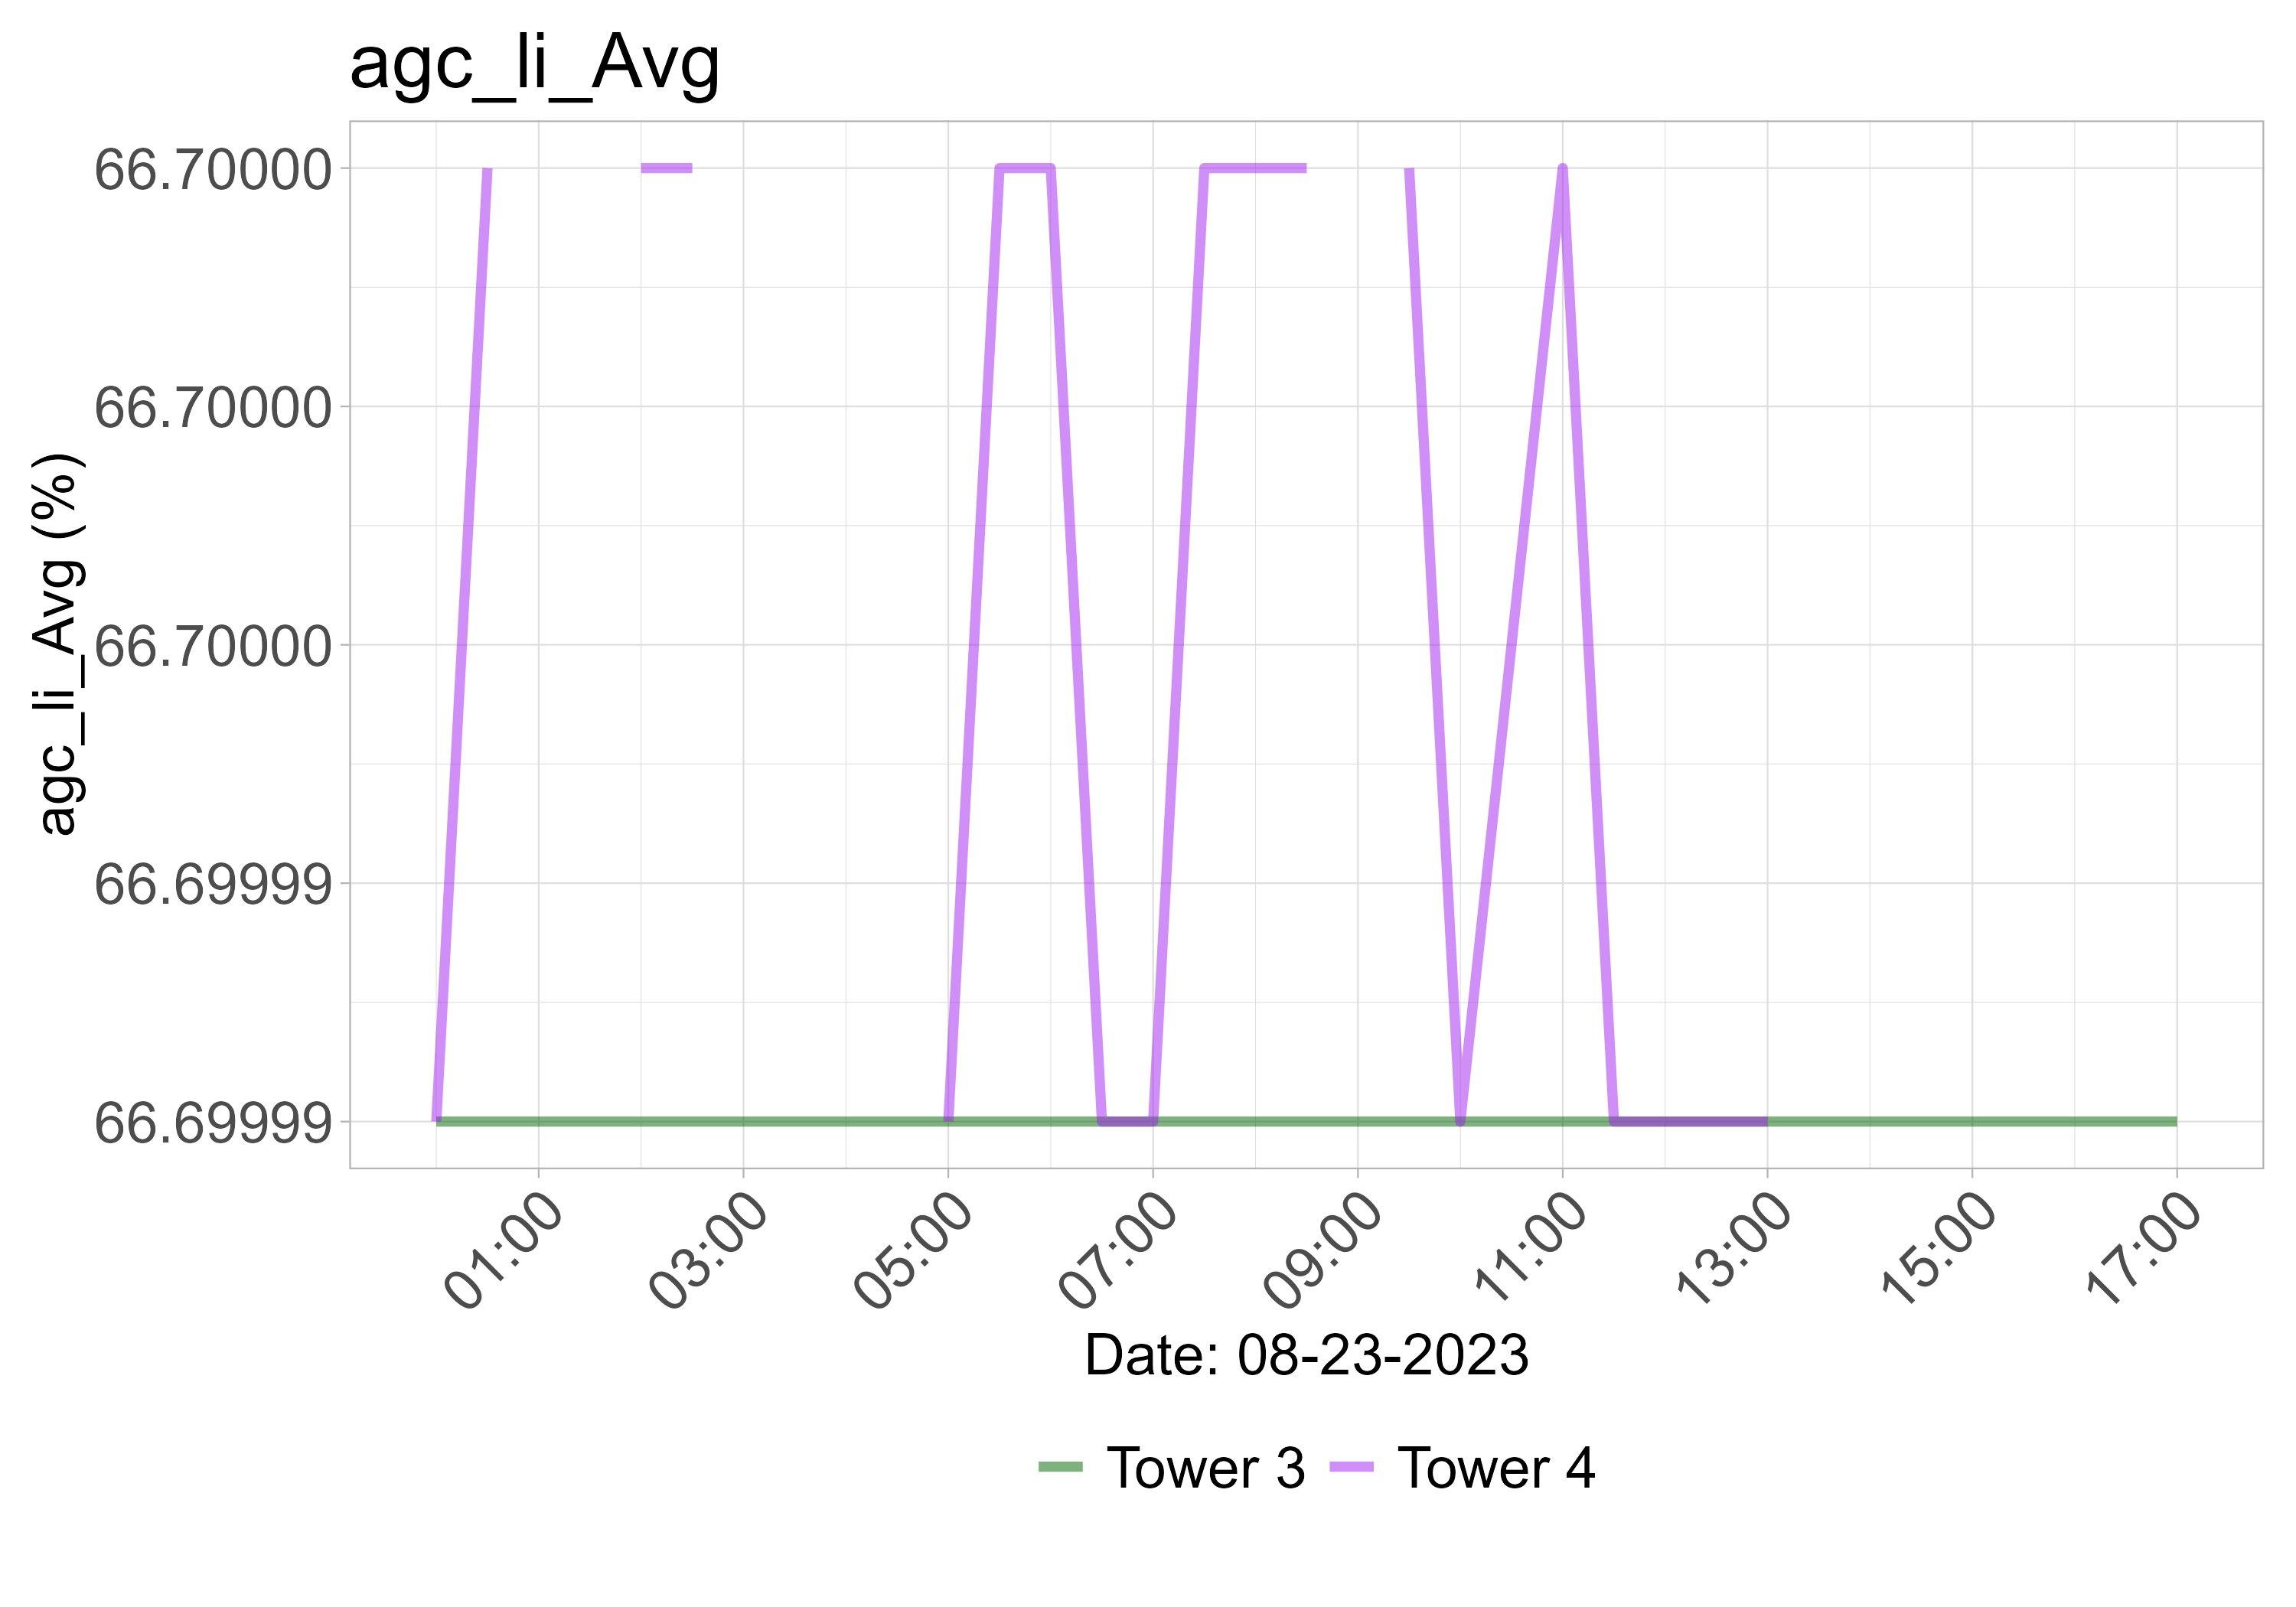 agc_li_Avg
agc_li_Avg (%)
66.70000
66.70000
66.70000
66.69999
66.69999
01:00
03:00
05:00
07:00
09:00
11:00
13:00
15:00
17:00
Date: 08-23-2023
Tower 3
Tower 4